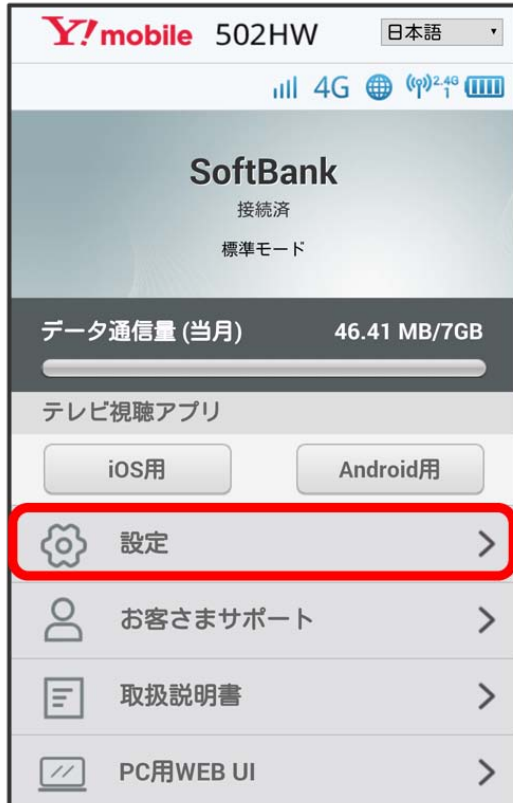 Y!mobile 502HW 日本語
4G 2.4G 1
SoftBank
接続済
標準モード
データ通信量 (当月) 46.41 MB/7GB
テレビ視聴アプリ
iOS用 Android用
設定
お客さまサポート
取扱説明書
PC用WEB UI